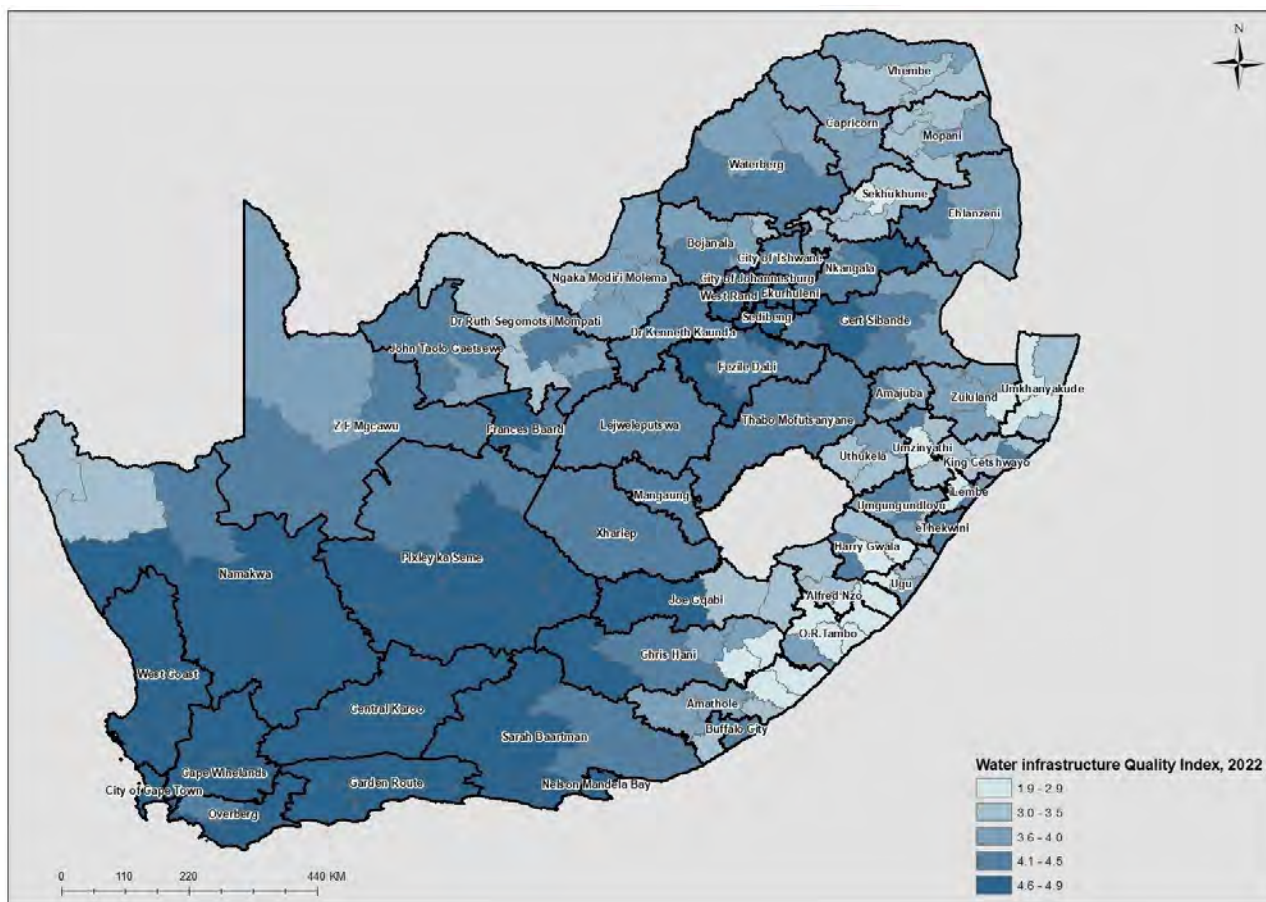 N
Vhembe
Capricorn
Mopani
Waterberg
Sekhukhune
Ehlanzeni
Bojanala
City of Tshwane
Ngaka Modiri Molema
Nkangala
City of Johannesburg
West Rand
Ekurhuleni
Sedibeng
Gert Sibande
Dr Ruth Segomotsi Mompati
Dr Kenneth Kaunda
John Taolo Gaetsewe
Fezile Dabi
Umkhanyakude
Amajuba
Zululand
Z F Mgcawu
Frances Baard
Lejweleputswa
Thabo Mofutsanyane
Umzinyathi
Uthukela
King Cetshwayo
Mangaung
iLembe
Umgungundlovu
Xhariep
eThekwini
Harry Gwala
Pixley ka Seme
Namakwa
Ugu
Joe Gqabi
Alfred Nzo
O.R.Tambo
Chris Hani
West Coast
Amathole
Central Karoo
Buffalo City
Sarah Baartman
Cape Winelands
Garden Route
Nelson Mandela Bay
City of Cape Town
Overberg
Water infrastructure Quality Index, 2022
1.9 - 2.9
3.0 - 3.5
3.6 - 4.0
4.1 - 4.5
4.6 - 4.9
0 110 220 440 KM